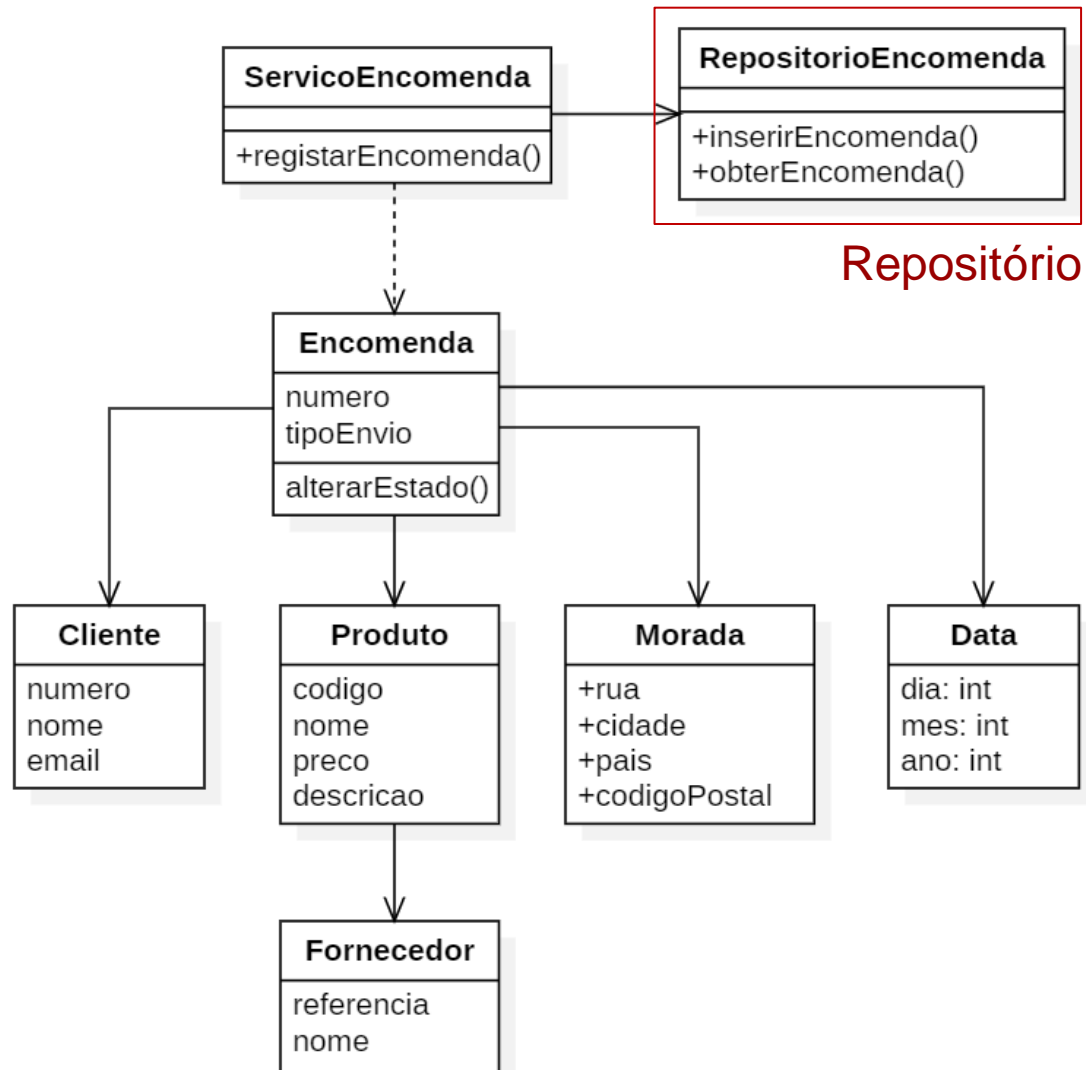 ServicoEncomenda
+registarEncomenda()
RepositorioEncomenda
+inserirEncomenda()
+obterEncomenda()
Repositório
Encomenda
numero
tipoEnvio
alterarEstado()
Cliente
numero
nome
email
Produto
codigo
nome
preco
descricao
Morada
+rua
+cidade
+pais
+codigoPostal
Data
dia: int
mes: int
ano: int
Fornecedor
referencia
nome